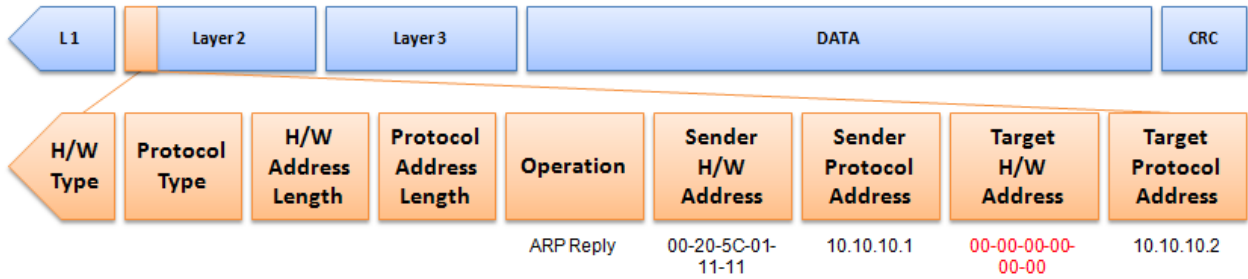 L 1
Layer 2
Layer 3
DATA
CRC
H/W
Type
Protocol
Type
H/W
Address
Length
Protocol
Address
Length
Operation
Sender
H/W
Address
Sender
Protocol
Address
Target
H/W
Address
Target
Protocol
Address
ARP Reply
00-20-5C-01-
11-11
10.10.10.1
00-00-00-00-
00-00
10.10.10.2